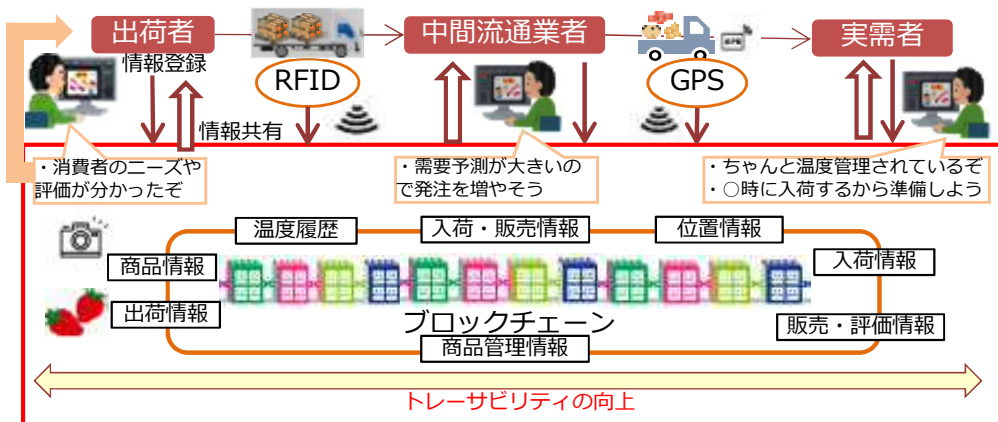 出荷者
中間流通業者
実需者
情報登録
RFID
GPS
GPS
情報共有
・消費者のニーズや
評価が分かったぞ
・需要予測が大きいの
で発注を増やそう
・ちゃんと温度管理されているぞ
・○時に入荷するから準備しよう
温度履歴
入荷・販売情報
位置情報
商品情報
入荷情報
出荷情報
ブロックチェーン
販売・評価情報
商品管理情報
トレーサビリティの向上